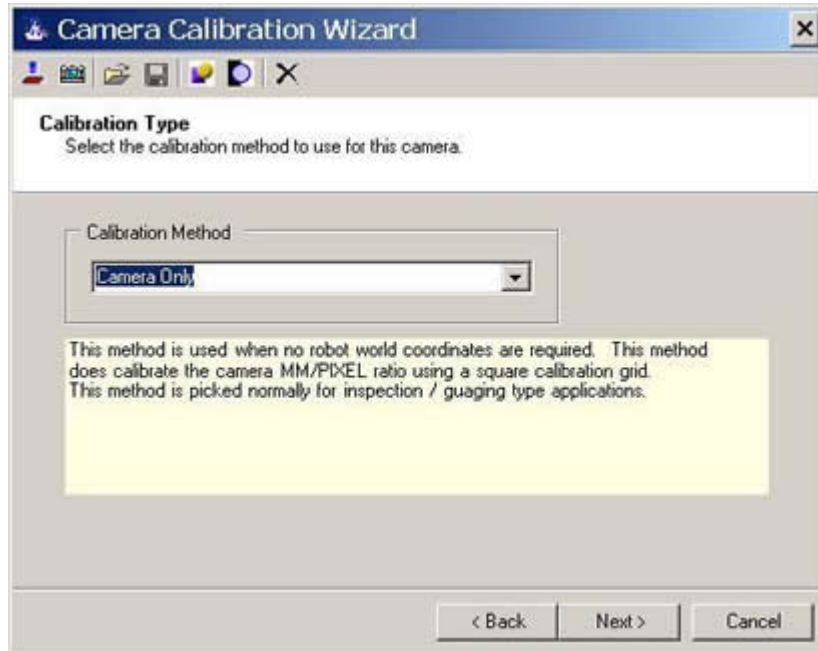 Camera Calibration Wizard
Calibration Type
Select the calibration method to use for this camera.
Calibration Method
Camera Only
This method is used when no robot world coordinates are required. This method
does calibrate the camera MM/PIXEL ratio using a square calibration grid.
This method is picked normally for inspection / guaging type applications.
< Back
Next >
Cancel